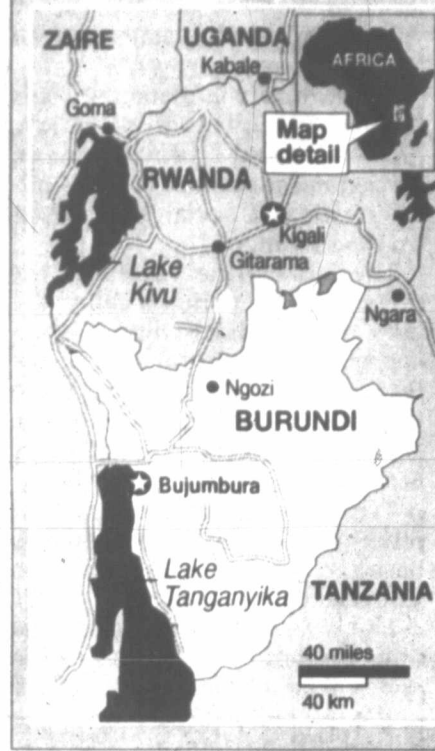 ZAIRE
UGANDA
Kabale
AFRICA
Goma
Map
detail
RWANDA
Kigali
Lake
Kivu
Gitarama
Ngara
Ngozi
BURUNDI
Bujumbura
Lake
Tanganyika
TANZANIA
40 miles
40 km